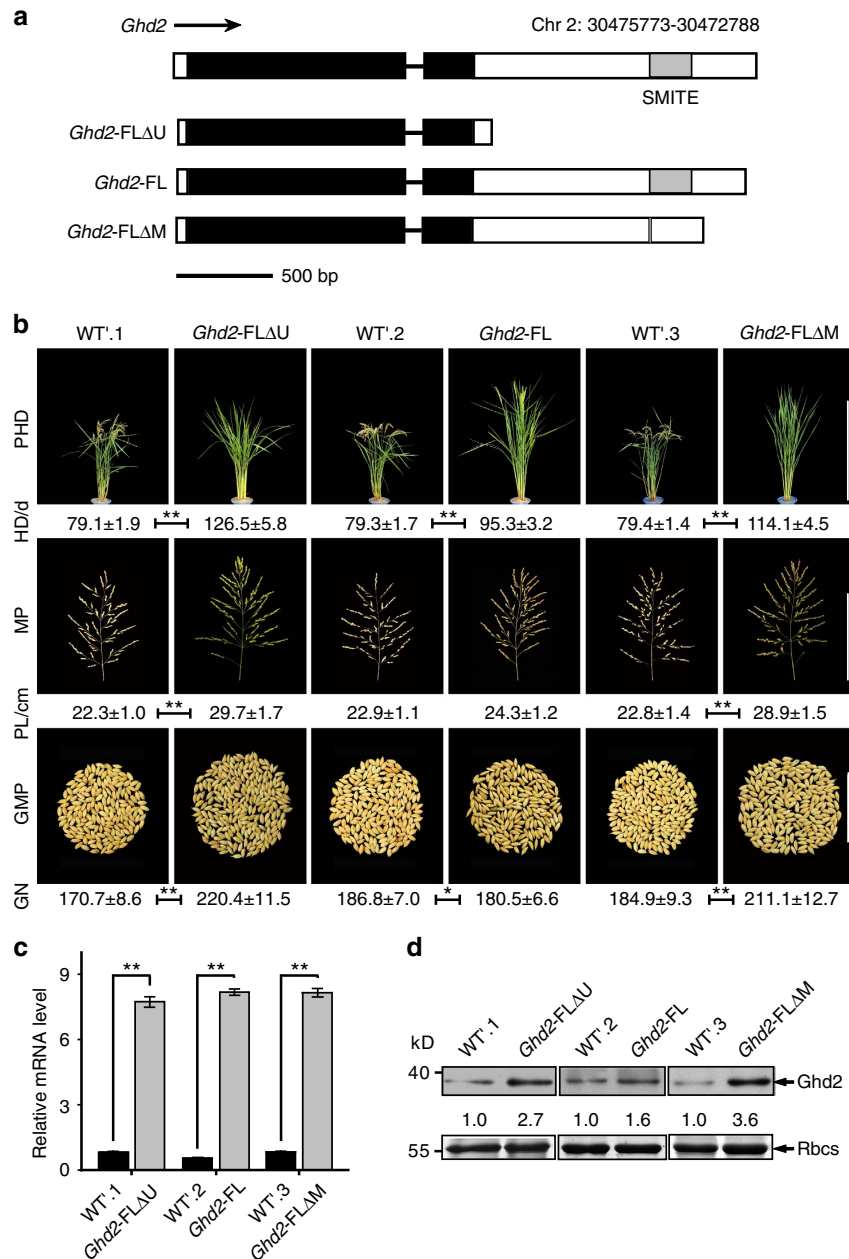 a
Ghd2
Chr 2: 30475773-30472788
SMITE
Ghd2-FLΔU
Ghd2-FL
Ghd2-FLΔM
500 bp
b
WT'.1 Ghd2-FLΔU WT'.2 Ghd2-FL WT'.3 Ghd2-FLΔM
PHD
HD/d
79.1±1.9 ** 126.5±5.8 79.3±1.7 ** 95.3±3.2 79.4±1.4 ** 114.1±4.5
MP
PL/cm
22.3±1.0 ** 29.7±1.7 22.9±1.1 24.3±1.2 22.8±1.4 ** 28.9±1.5
GMP
GN
170.7±8.6 ** 220.4±11.5 186.8±7.0 * 180.5±6.6 184.9±9.3 ** 211.1±12.7
c
Relative mRNA level
9
6
3
0
** ** **
WT'.1 Ghd2-FLΔU WT'.2 Ghd2-FL WT'.3 Ghd2-FLΔM
d
kD
WT'.1 Ghd2-FLΔU WT'.2 Ghd2-FL WT'.3 Ghd2-FLΔM
40
Ghd2
1.0 2.7 1.0 1.6 1.0 3.6
55
Rbcs